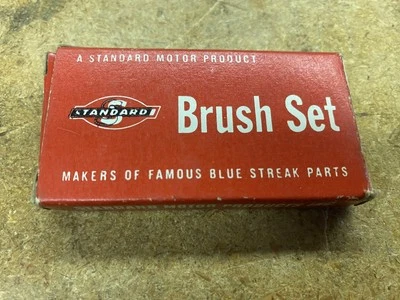 A STANDARD MOTOR PRODUCT
STANDARD
Brush Set
MAKERS OF FAMOUS BLUE STREAK PARTS